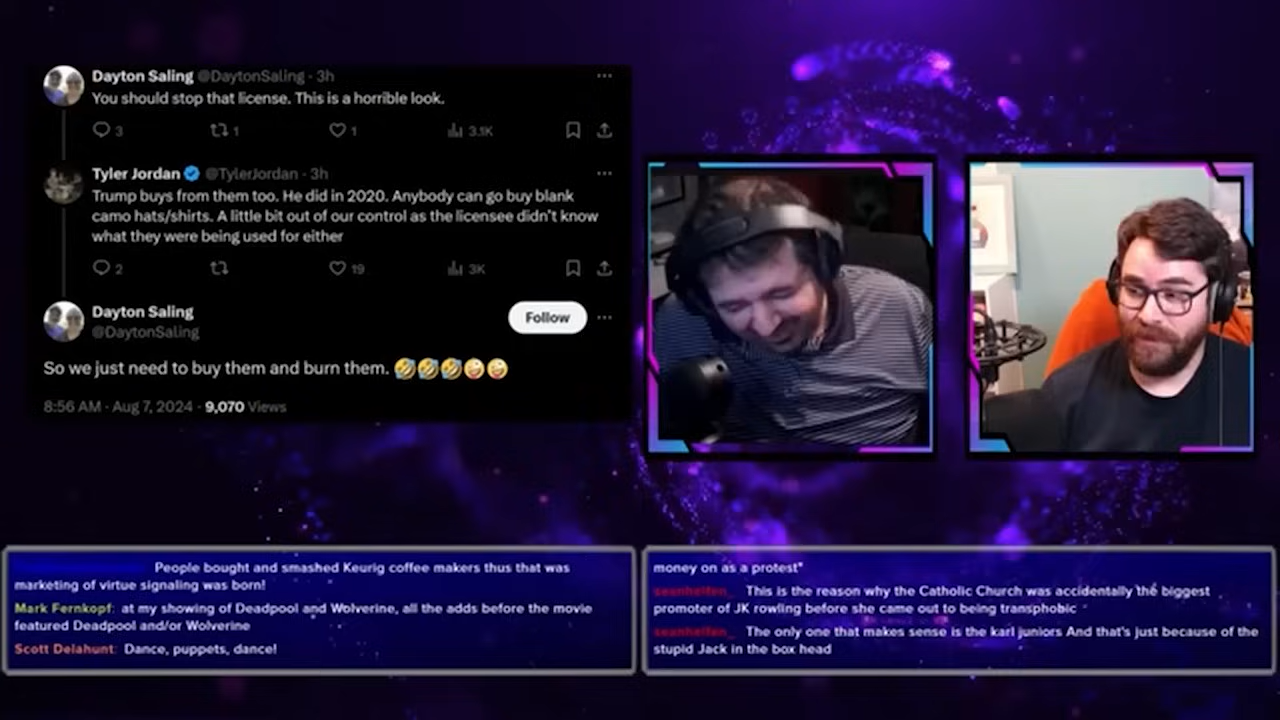 Dayton Saling @DaytonSaling · 3h
You should stop that license. This is a horrible look.
3 1 1 3.1K
Tyler Jordan @TylerJordan · 3h
Trump buys from them too. He did in 2020. Anybody can go buy blank
camo hats/shirts. A little bit out of our control as the licensee didn't know
what they were being used for either
2 19 3K
Dayton Saling
@DaytonSaling
Follow
So we just need to buy them and burn them. 🤣🤣🤣🤪🤪
8:56 AM · Aug 7, 2024 · 9,070 Views
People bought and smashed Keurig coffee makers thus that was
marketing of virtue signaling was born!
Mark Fernkopf: at my showing of Deadpool and Wolverine, all the adds before the movie
featured Deadpool and/or Wolverine
Scott Delahunt: Dance, puppets, dance!
money on as a protest"
This is the reason why the Catholic Church was accidentally the biggest
promoter of JK rowling before she came out to being transphobic
The only one that makes sense is the karl juniors And that's just because of the
stupid Jack in the box head